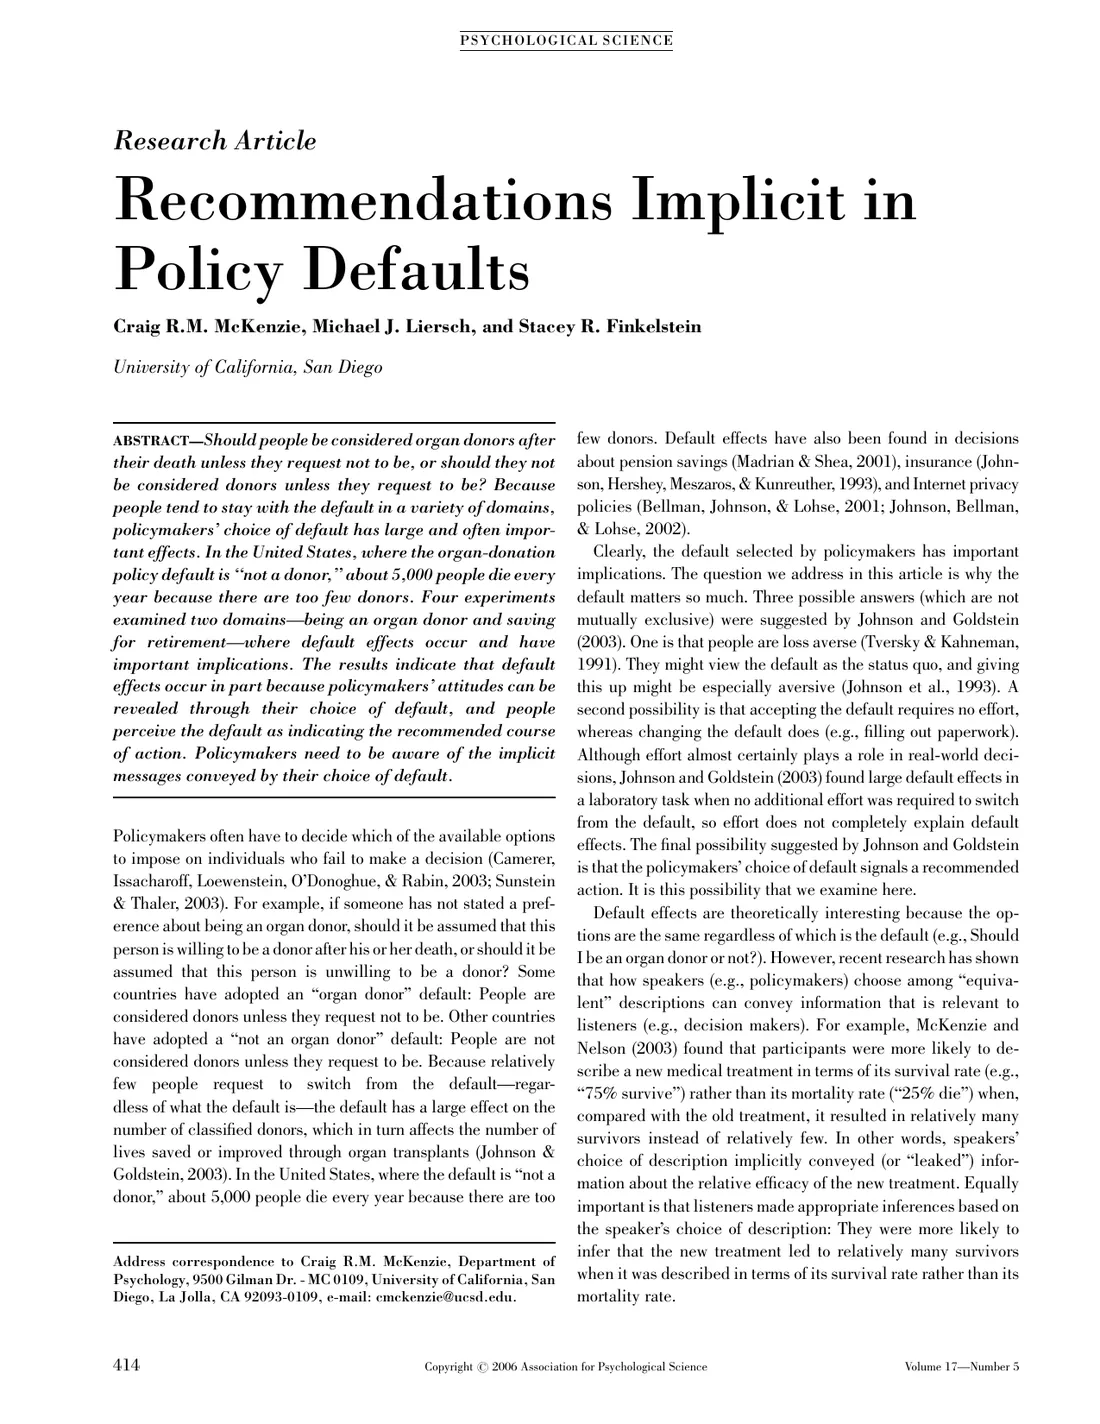 PSYCHOLOGICAL SCIENCE
Research Article
Recommendations Implicit in
Policy Defaults
Craig R.M. McKenzie, Michael J. Liersch, and Stacey R. Finkelstein
University of California, San Diego
ABSTRACT—Should people be considered organ donors after
their death unless they request not to be, or should they not
be considered donors unless they request to be? Because
people tend to stay with the default in a variety of domains,
policymakers' choice of default has large and often impor-
tant effects. In the United States, where the organ-donation
policy default is “not a donor,” about 5,000 people die every
year because there are too few donors. Four experiments
examined two domains—being an organ donor and saving
for retirement—where default effects occur and have
important implications. The results indicate that default
effects occur in part because policymakers' attitudes can be
revealed through their choice of default, and people
perceive the default as indicating the recommended course
of action. Policymakers need to be aware of the implicit
messages conveyed by their choice of default.
Policymakers often have to decide which of the available options
to impose on individuals who fail to make a decision (Camerer,
Issacharoff, Loewenstein, O'Donoghue, & Rabin, 2003; Sunstein
& Thaler, 2003). For example, if someone has not stated a pref-
erence about being an organ donor, should it be assumed that this
person is willing to be a donor after his or her death, or should it be
assumed that this person is unwilling to be a donor? Some
countries have adopted an “organ donor” default: People are
considered donors unless they request not to be. Other countries
have adopted a “not an organ donor” default: People are not
considered donors unless they request to be. Because relatively
few people request to switch from the default—regar-
dless of what the default is—the default has a large effect on the
number of classified donors, which in turn affects the number of
lives saved or improved through organ transplants (Johnson &
Goldstein, 2003). In the United States, where the default is “not a
donor,” about 5,000 people die every year because there are too
Address correspondence to Craig R.M. McKenzie, Department of
Psychology, 9500 Gilman Dr. - MC 0109, University of California, San
Diego, La Jolla, CA 92093-0109, e-mail: cmckenzie@ucsd.edu.
few donors. Default effects have also been found in decisions
about pension savings (Madrian & Shea, 2001), insurance (John-
son, Hershey, Meszaros, & Kunreuther, 1993), and Internet privacy
policies (Bellman, Johnson, & Lohse, 2001; Johnson, Bellman,
& Lohse, 2002).
Clearly, the default selected by policymakers has important
implications. The question we address in this article is why the
default matters so much. Three possible answers (which are not
mutually exclusive) were suggested by Johnson and Goldstein
(2003). One is that people are loss averse (Tversky & Kahneman,
1991). They might view the default as the status quo, and giving
this up might be especially aversive (Johnson et al., 1993). A
second possibility is that accepting the default requires no effort,
whereas changing the default does (e.g., filling out paperwork).
Although effort almost certainly plays a role in real-world deci-
sions, Johnson and Goldstein (2003) found large default effects in
a laboratory task when no additional effort was required to switch
from the default, so effort does not completely explain default
effects. The final possibility suggested by Johnson and Goldstein
is that the policymakers' choice of default signals a recommended
action. It is this possibility that we examine here.
Default effects are theoretically interesting because the op-
tions are the same regardless of which is the default (e.g., Should
I be an organ donor or not?). However, recent research has shown
that how speakers (e.g., policymakers) choose among “equiva-
lent” descriptions can convey information that is relevant to
listeners (e.g., decision makers). For example, McKenzie and
Nelson (2003) found that participants were more likely to de-
scribe a new medical treatment in terms of its survival rate (e.g.,
“75% survive”) rather than its mortality rate (“25% die”) when,
compared with the old treatment, it resulted in relatively many
survivors instead of relatively few. In other words, speakers'
choice of description implicitly conveyed (or “leaked”) infor-
mation about the relative efficacy of the new treatment. Equally
important is that listeners made appropriate inferences based on
the speaker's choice of description: They were more likely to
infer that the new treatment led to relatively many survivors
when it was described in terms of its survival rate rather than its
mortality rate.
414
Copyright © 2006 Association for Psychological Science
Volume 17—Number 5